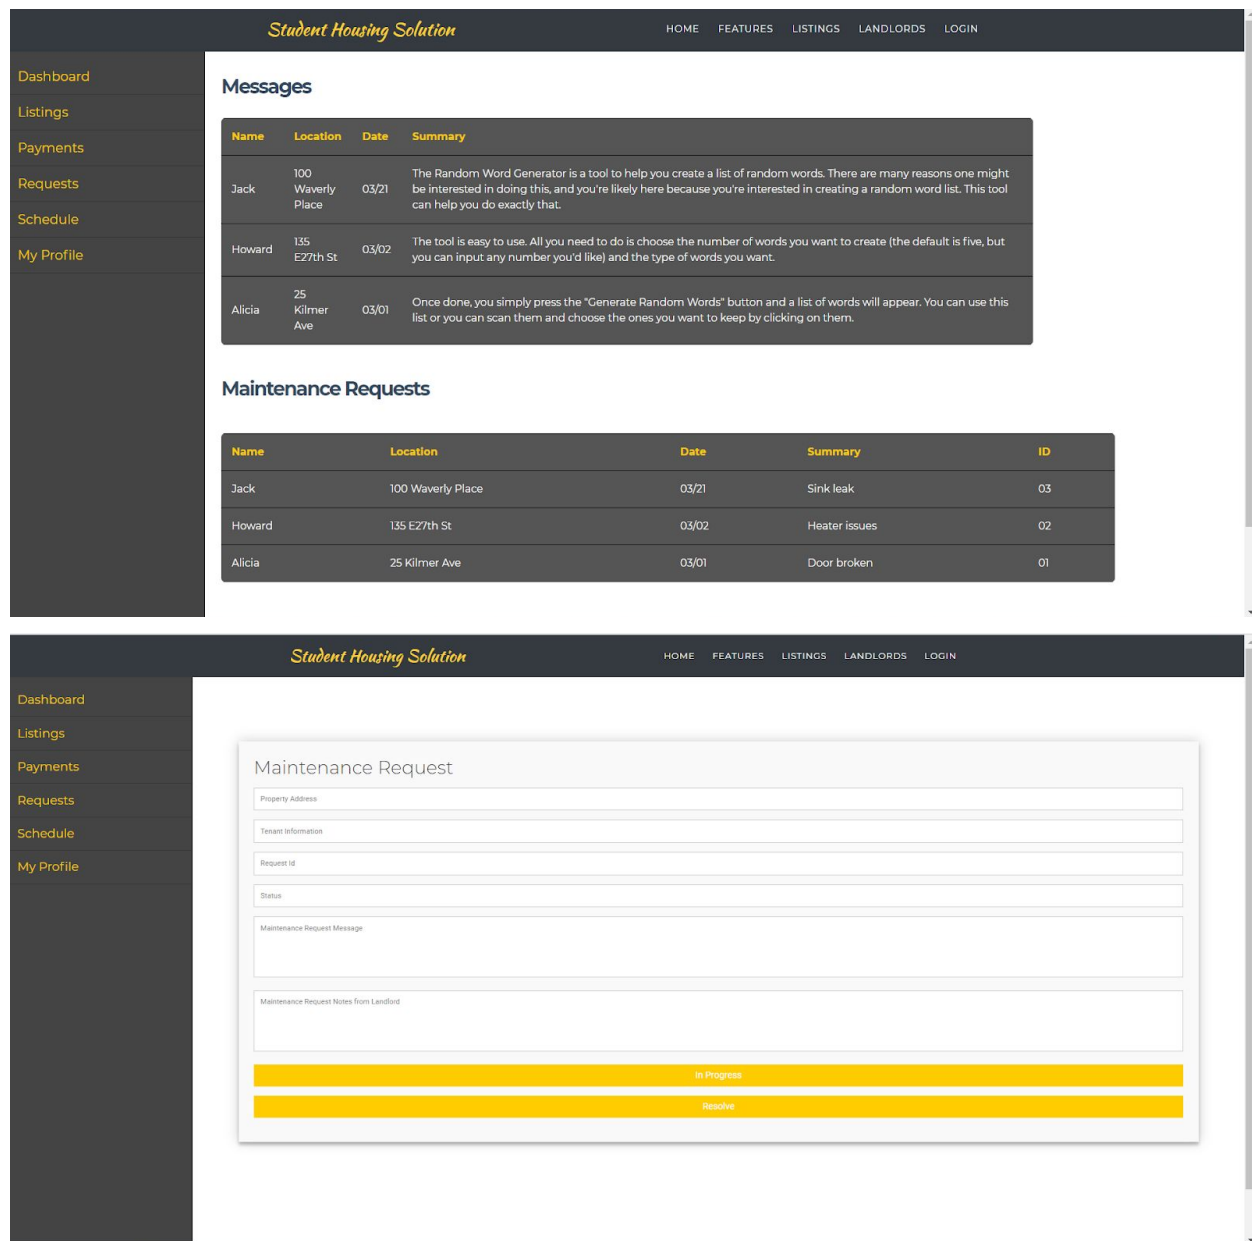 Student Housing Solution
HOME FEATURES LISTINGS LANDLORDS LOGIN
Dashboard
Listings
Payments
Requests
Schedule
My Profile
Messages
Name Location Date Summary
Jack
100
Waverly
Place
03/21
The Random Word Generator is a tool to help you create a list of random words. There are many reasons one might
be interested in doing this, and you're likely here because you're interested in creating a random word list. This tool
can help you do exactly that.
Howard
135
E27th St
03/02
The tool is easy to use. All you need to do is choose the number of words you want to create (the default is five, but
you can input any number you'd like) and the type of words you want.
Alicia
25
Kilmer
Ave
03/01
Once done, you simply press the "Generate Random Words" button and a list of words will appear. You can use this
list or you can scan them and choose the ones you want to keep by clicking on them.
Maintenance Requests
Name Location Date Summary ID
Jack 100 Waverly Place 03/21 Sink leak 03
Howard 135 E27th St 03/02 Heater issues 02
Alicia 25 Kilmer Ave 03/01 Door broken 01
Student Housing Solution
HOME FEATURES LISTINGS LANDLORDS LOGIN
Dashboard
Listings
Payments
Requests
Schedule
My Profile
Maintenance Request
Property Address
Tenant Information
Request Id
Status
Maintenance Request Message
Maintenance Request Notes from Landlord
In Progress
Resolve